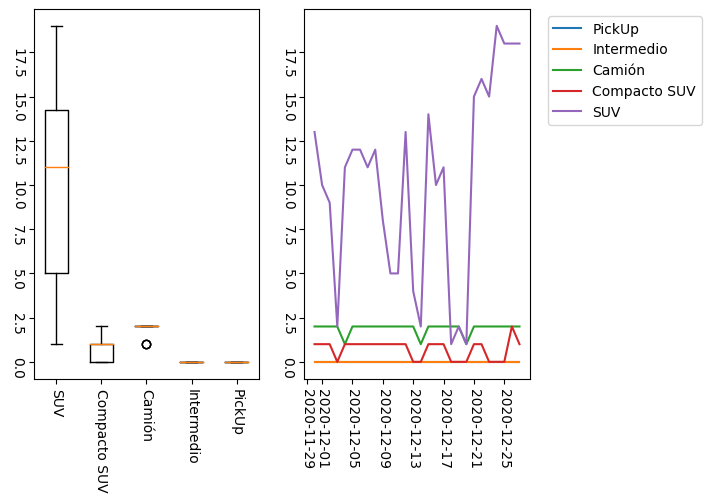 17.5
15.0
12.5
10.0
7.5
5.0
2.5
0.0
SUV
Compacto SUV
Camión
Intermedio
PickUp
17.5
15.0
12.5
10.0
7.5
5.0
2.5
0.0
2020-11-29
2020-12-01
2020-12-05
2020-12-09
2020-12-13
2020-12-17
2020-12-21
2020-12-25
PickUp
Intermedio
Camión
Compacto SUV
SUV